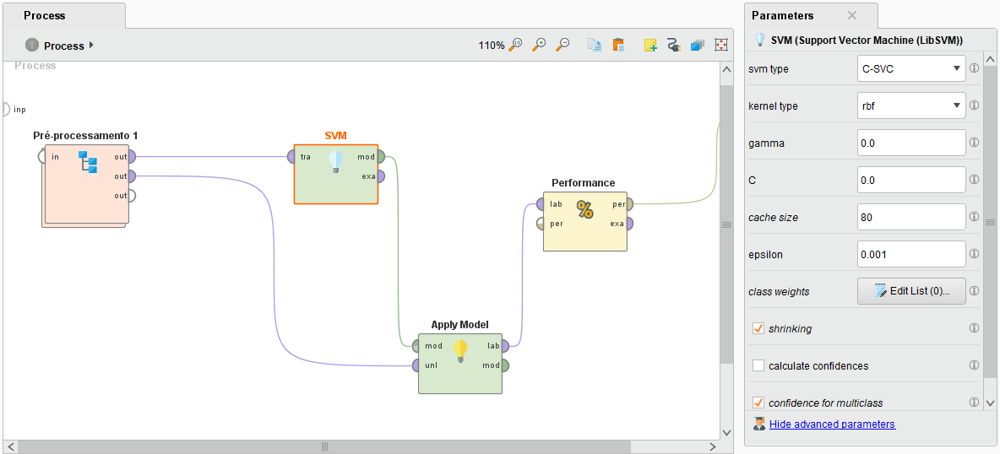 Process
Process
110%
Process
inp
Pré-processamento 1
in out
out
out
SVM
tra mod
exa
Performance
lab per
per exa
Apply Model
mod lab
unl mod
Parameters
SVM (Support Vector Machine (LibSVM))
svm type C-SVC
kernel type rbf
gamma 0.0
C 0.0
cache size 80
epsilon 0.001
class weights Edit List (0)...
shrinking
calculate confidences
confidence for multiclass
Hide advanced parameters